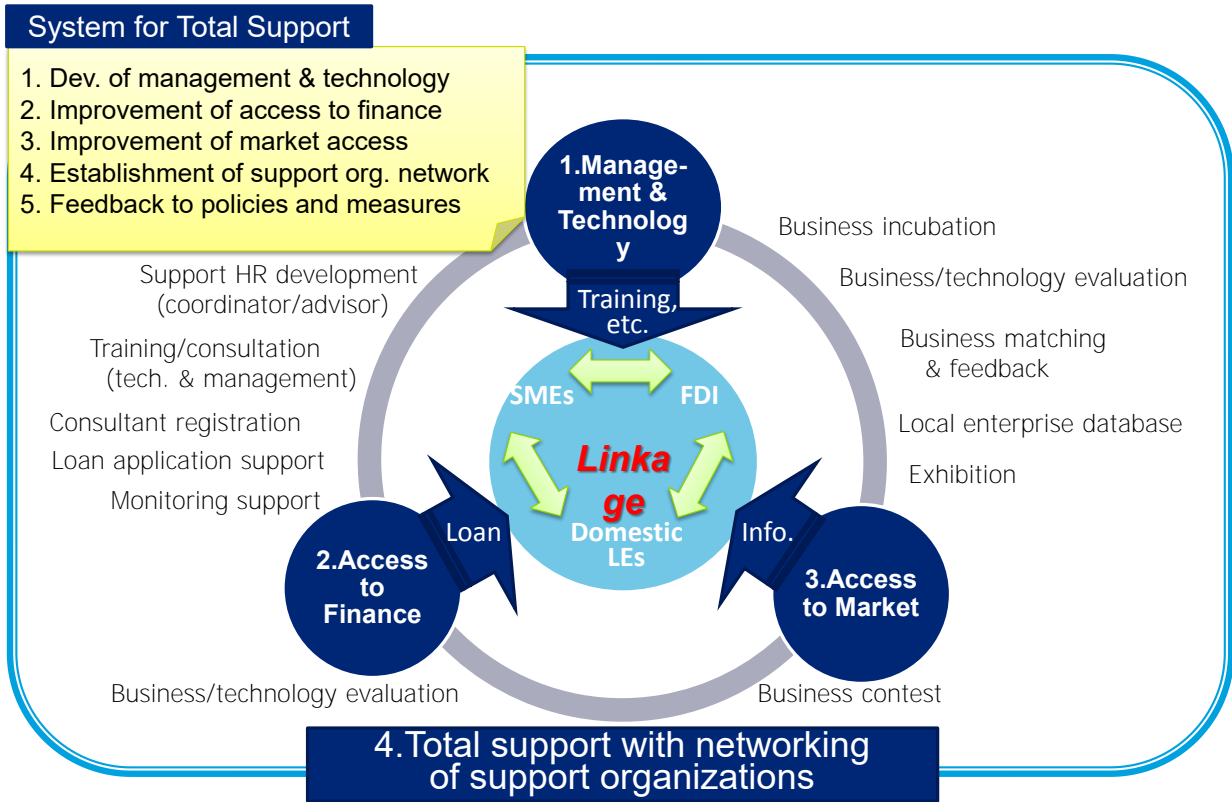 System for Total Support
1. Dev. of management & technology
2. Improvement of access to finance
3. Improvement of market access
4. Establishment of support org. network
5. Feedback to policies and measures
1.Manage-
ment &
Technolog
y
Training,
etc.
Support HR development
(coordinator/advisor)
Training/consultation
(tech. & management)
Consultant registration
Loan application support
Monitoring support
Business incubation
Business/technology evaluation
Business matching
& feedback
Local enterprise database
Exhibition
SMEs
FDI
Linka
ge
Domestic
LEs
Loan
Info.
2.Access
to
Finance
3.Access
to Market
Business/technology evaluation
Business contest
4.Total support with networking
of support organizations